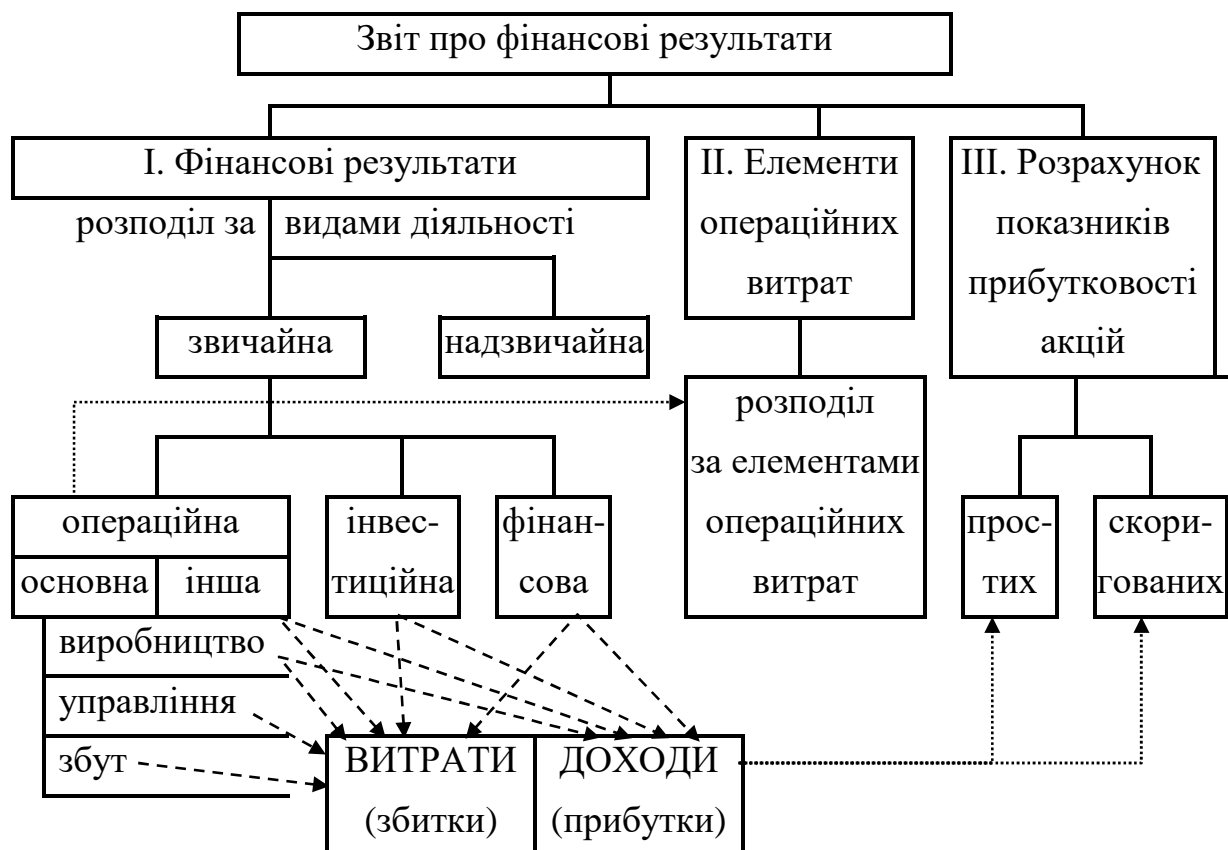 Звіт про фінансові результати
І. Фінансові результати
розподіл за видами діяльності
звичайна
надзвичайна
ІІ. Елементи
операційних
витрат
розподіл
за елементами
операційних
витрат
ІІІ. Розрахунок
показників
прибутковості
акцій
прос-
тих
скори-
гованих
операційна
основна
інша
інвес-
тиційна
фінан-
сова
виробництво
управління
збут
ВИТРАТИ
(збитки)
ДОХОДИ
(прибутки)